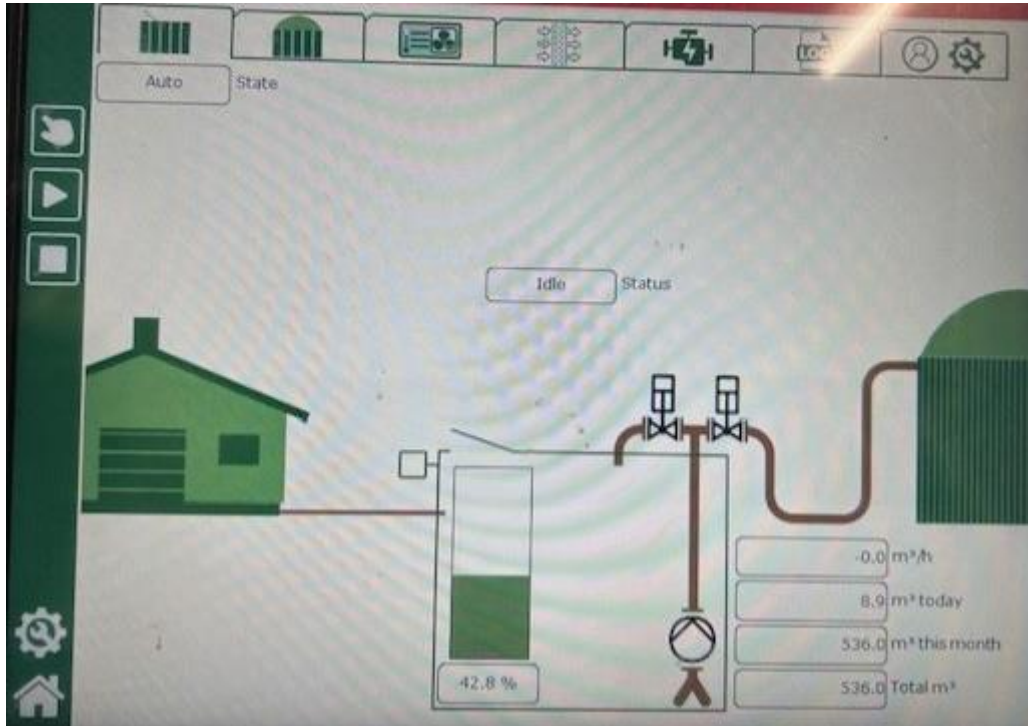 LOG
Auto State
Idle Status
-0.0 m³/h
8.9 m³ today
536.0 m³ this month
42.8 %
536.0 Total m³